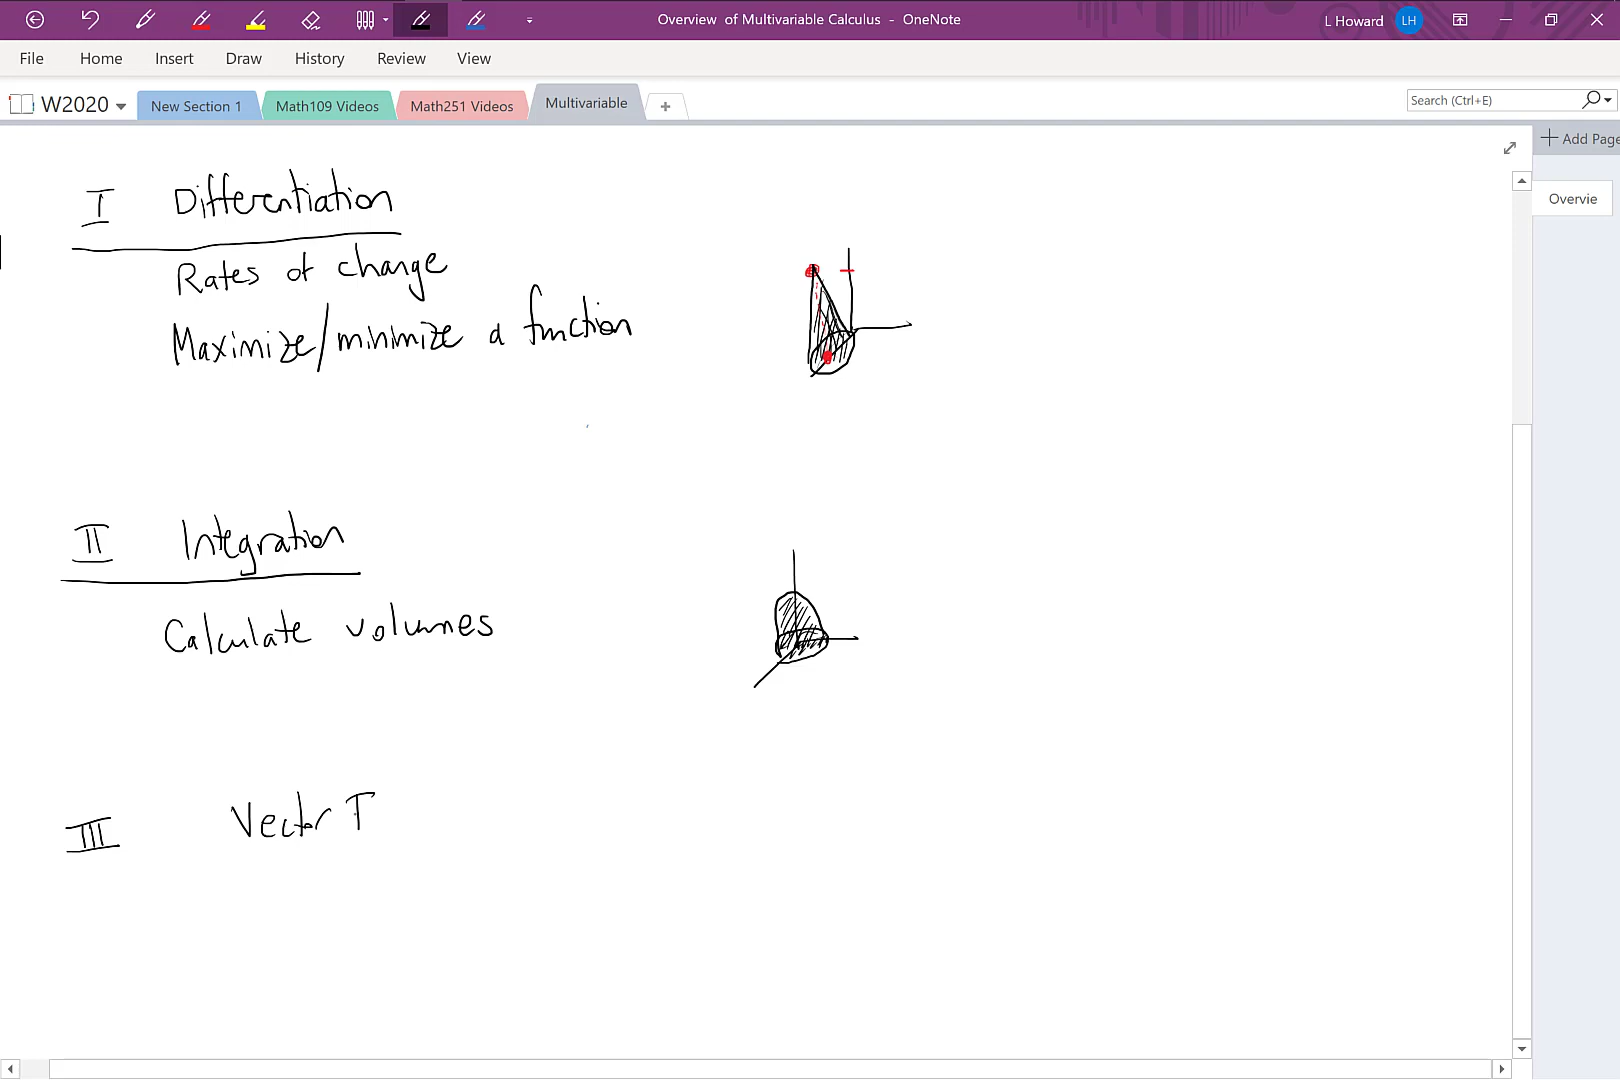 Overview of Multivariable Calculus - OneNote
L Howard LH
File Home Insert Draw History Review View
W2020 New Section 1 Math109 Videos Math251 Videos Multivariable
Search (Ctrl+E)
Add Page
Overvie
I Differentiation
Rates of change
Maximize/minimize a function
II Integration
Calculate volumes
III Vector T